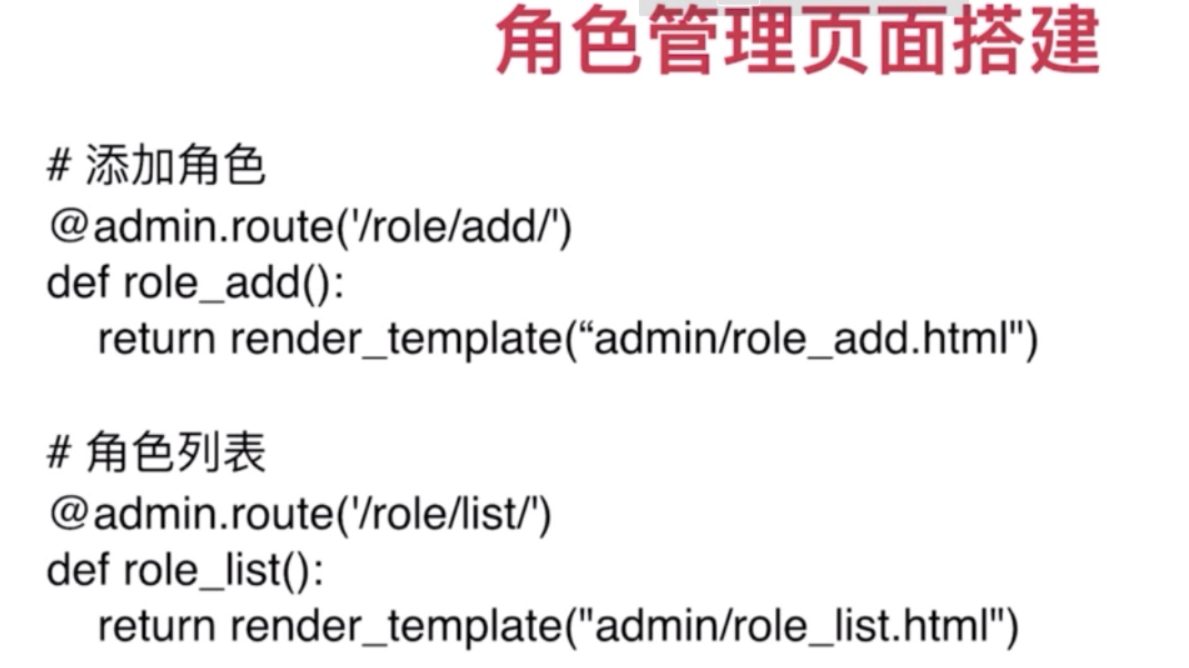 角色管理页面搭建
# 添加角色
@admin.route('/role/add/')
def role_add():
return render_template(“admin/role_add.html")
# 角色列表
@admin.route('/role/list/')
def role_list():
return render_template("admin/role_list.html")